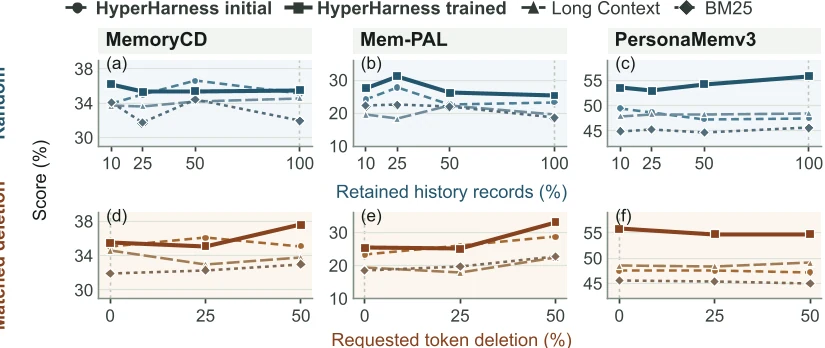 HyperHarness initial HyperHarness trained Long Context BM25
MemoryCD Mem-PAL PersonaMemv3
Random
Score (%)
(a)
38
34
30
10 25 50 100
(b)
30
20
10
10 25 50 100
(c)
55
50
45
10 25 50 100
Retained history records (%)
Matched deletion
(d)
38
34
30
0 25 50
(e)
30
20
10
0 25 50
(f)
55
50
45
0 25 50
Requested token deletion (%)